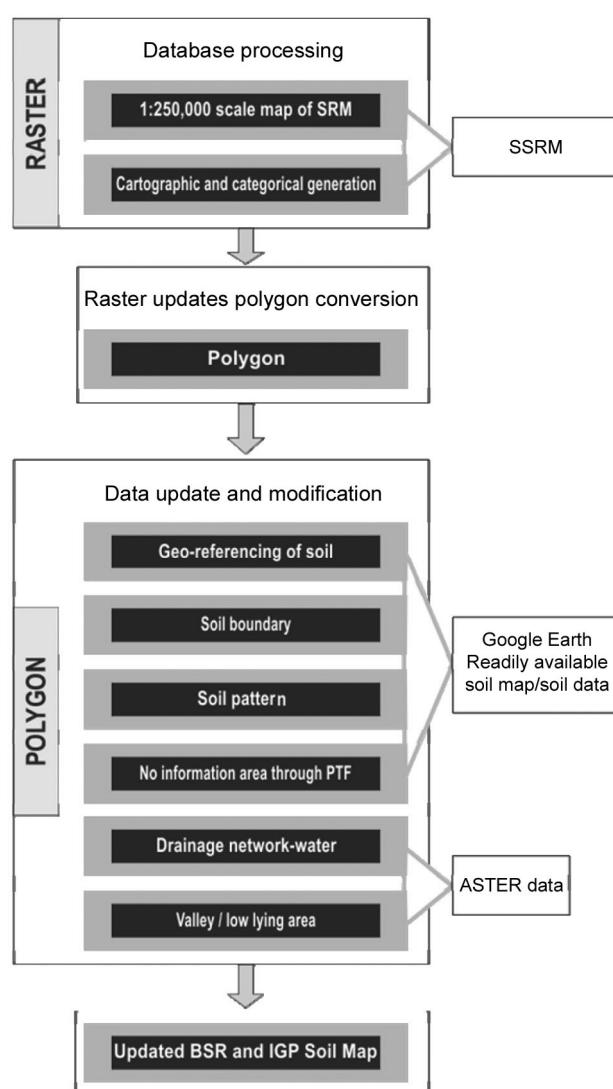 RASTER
Database processing
1:250,000 scale map of SRM
Cartographic and categorical generation
SSRM
Raster updates polygon conversion
Polygon
POLYGON
Data update and modification
Geo-referencing of soil
Soil boundary
Soil pattern
No information area through PTF
Google Earth
Readily available
soil map/soil data
Drainage network-water
Valley / low lying area
ASTER data
Updated BSR and IGP Soil Map